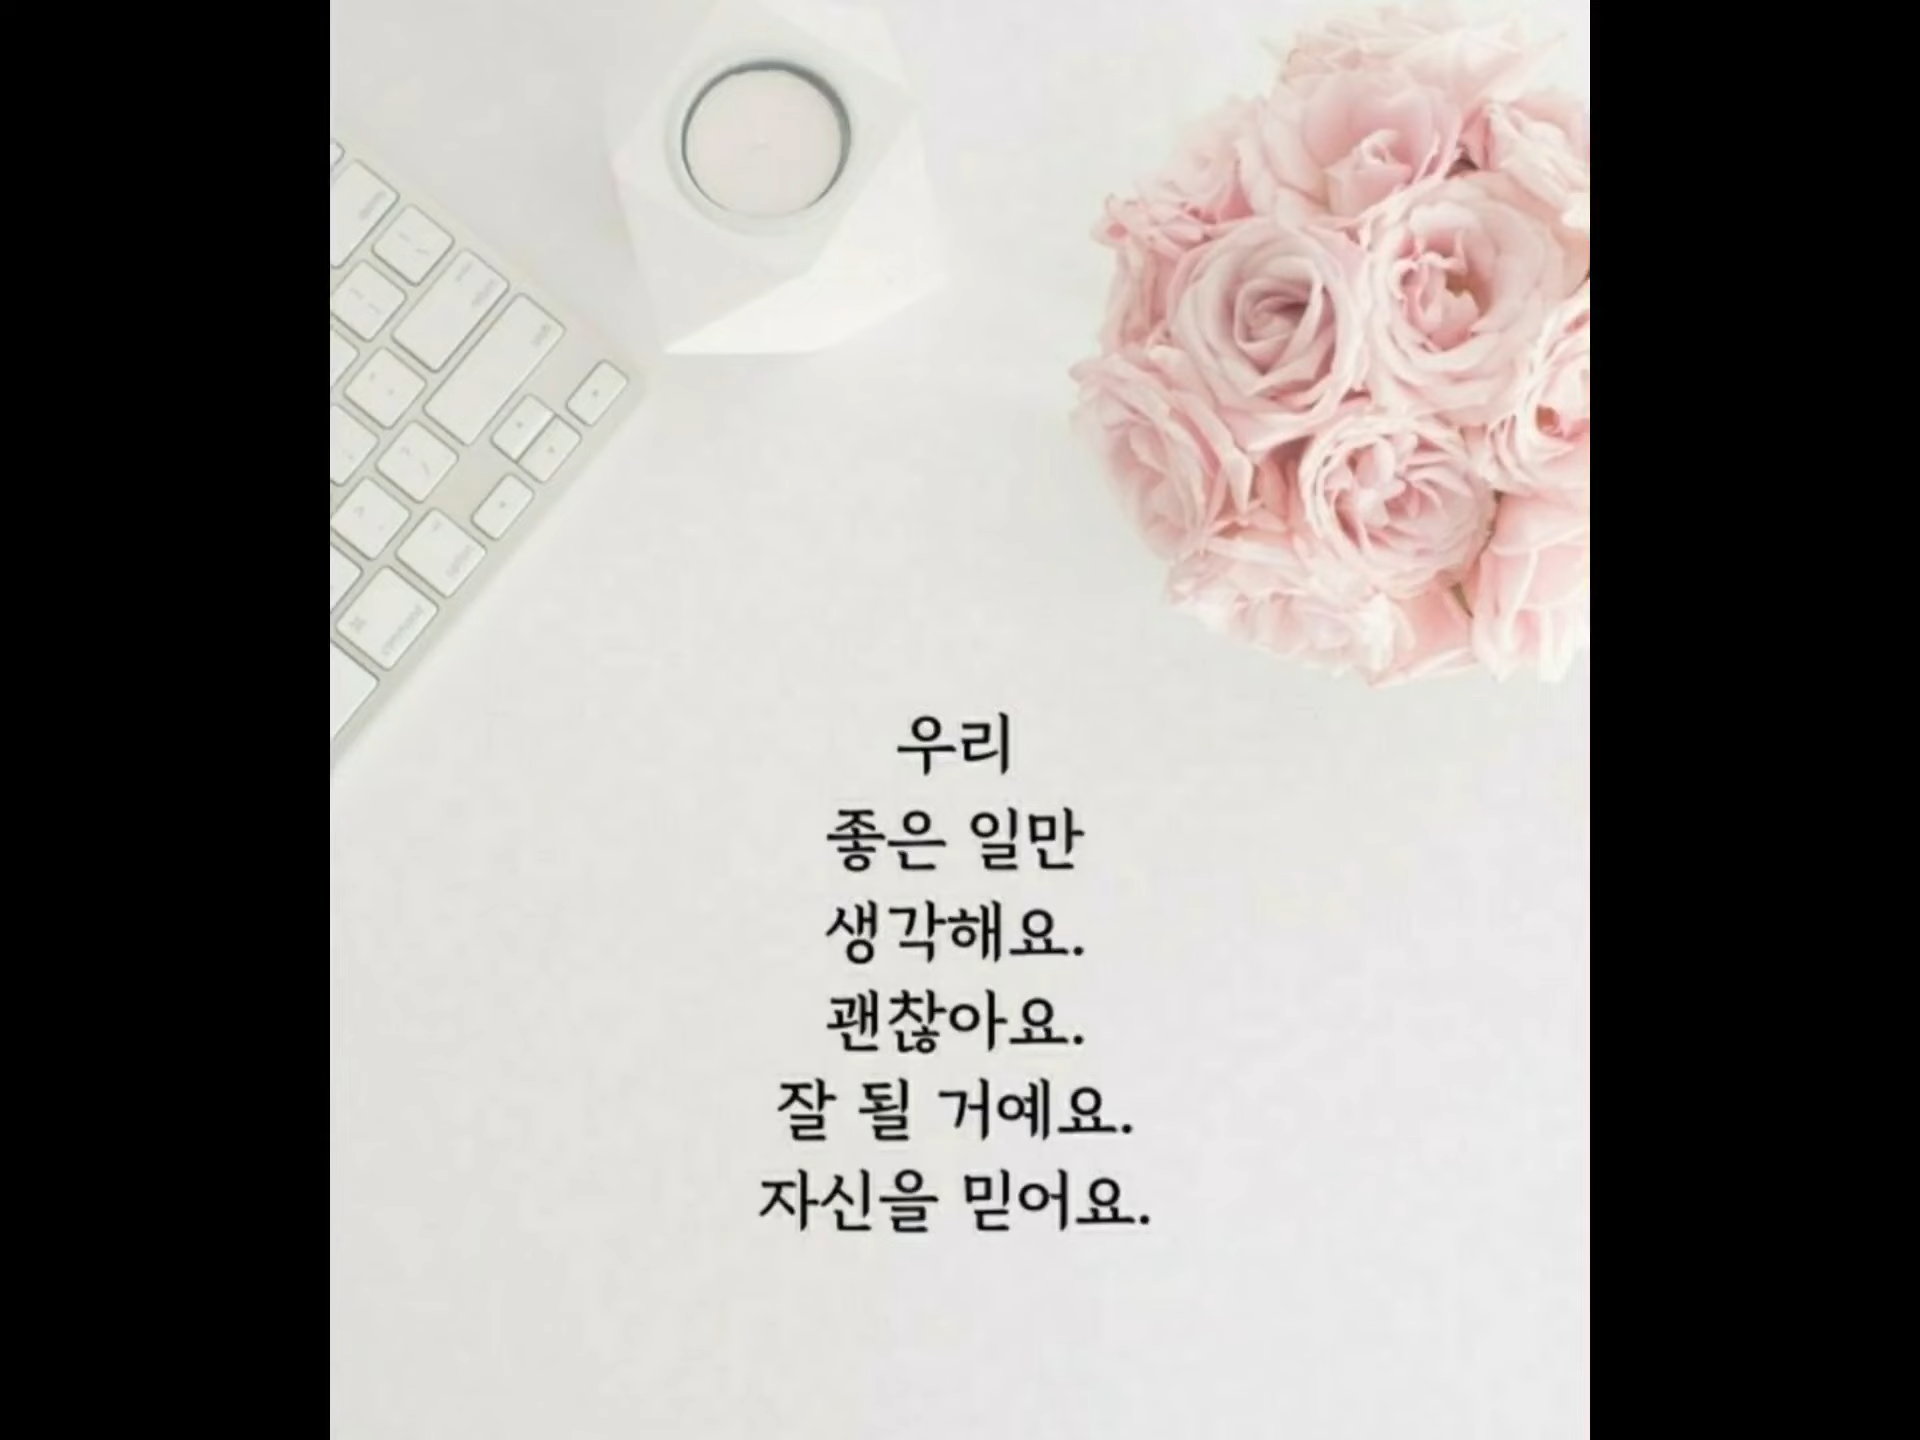 우리
좋은 일만
생각해요.
괜찮아요.
잘 될 거예요.
자신을 믿어요.